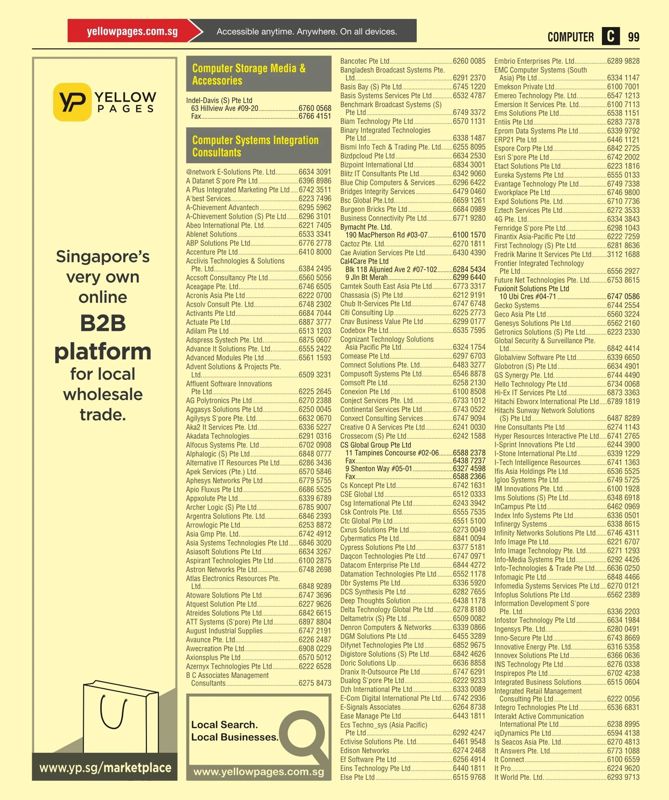 yellowpages.com.sg
Accessible anytime. Anywhere. On all devices.
COMPUTER C 99
YP YELLOW
PAGES
Singapore's
very own
online
B2B
platform
for local
wholesale
trade.
www.yp.sg/marketplace
Computer Storage Media &
Accessories
Indel-Davis (S) Pte Ltd
63 Hillview Ave #09-20 6760 0568
Fax 6766 4151
Computer Systems Integration
Consultants
@network E-Solutions Pte. Ltd 6634 3091
A Datanet S'pore Pte Ltd 6396 8986
A Plus Integrated Marketing Pte Ltd 6742 3511
A'best Services 6223 7496
A-Chievement Advantech 6295 5962
A-Chievement Solution (S) Pte Ltd 6296 3101
Abeo International Pte. Ltd 6221 7405
Ablenet Solutions 6533 3341
ABP Solutions Pte Ltd 6776 2778
Accenture Pte Ltd 6410 8000
Acclivis Technologies & Solutions
Pte. Ltd 6384 2495
Accsoft Consultancy Pte Ltd 6560 5056
Aceagape Pte. Ltd 6746 6505
Acronis Asia Pte Ltd 6222 0700
Acsolv Consult Pte. Ltd 6748 2302
Activants Pte Ltd 6684 7044
Actuate Pte Ltd 6887 3777
Adilam Pte Ltd 6513 1203
Adspress Systech Pte. Ltd 6875 0607
Advance It Solutions Pte. Ltd 6555 2422
Advanced Modules Pte Ltd 6561 1593
Advent Solutions & Projects Pte.
Ltd 6509 3231
Affluent Software Innovations
Pte Ltd 6225 2645
AG Polytronics Pte Ltd 6270 2388
Aggasys Solutions Pte Ltd 6250 0045
Agilysys S'pore Pte. Ltd 6632 0670
Aka2 It Services Pte. Ltd 6336 5227
Akadata Technologies 6291 0316
Alfocus Systems Pte. Ltd 6702 0908
Alphalogic (S) Pte Ltd 6848 0777
Alternative IT Resources Pte Ltd 6286 3436
Apek Services (Pte.) Ltd 6570 5846
Aphesys Networks Pte Ltd 6779 5755
Apio Fluxus Pte Ltd 6686 5525
Appxolute Pte Ltd 6339 6789
Archer Logic (S) Pte Ltd 6785 9007
Argentra Solutions Pte. Ltd 6846 2393
Arrowlogic Pte Ltd 6253 8872
Asia Gmp Pte. Ltd 6742 4912
Asia Systems Technologies Pte Ltd 6846 3020
Asiasoft Solutions Pte Ltd 6634 3267
Aspirant Technologies Pte Ltd 6100 2875
Astron Networks Pte Ltd 6748 2698
Atlas Electronics Resources Pte.
Ltd 6848 9289
Atoware Solutions Pte Ltd 6747 3696
Atquest Solution Pte Ltd 6227 9626
Atreides Solutions Pte Ltd 6842 6615
ATT Systems (S'pore) Pte Ltd 6897 8804
August Industrial Supplies 6747 2191
Avaunce Pte. Ltd 6226 2487
Awecreation Pte Ltd 6908 0229
Axionsplus Pte Ltd 6570 5012
Azernyx Technologies Pte Ltd 6222 6528
B C Associates Management
Consultants 6275 8473
Local Search.
Local Businesses.
www.yellowpages.com.sg
Bancotec Pte Ltd 6260 0085
Bangladesh Broadcast Systems Pte.
Ltd 6291 2370
Basis Bay (S) Pte Ltd 6745 1220
Basis Systems Services Pte Ltd 6532 4787
Benchmark Broadcast Systems (S)
Pte Ltd 6749 3372
Biam Technology Pte Ltd 6570 1131
Binary Integrated Technologies
Pte Ltd 6338 1487
Bismi Info Tech & Trading Pte. Ltd 6255 8095
Bizdpcloud Pte Ltd 6634 2530
Bizpoint International Ltd 6834 3001
Blitz IT Consultants Pte Ltd 6342 9060
Blue Chip Computers & Services 6296 6422
Bridges Integrity Services 6479 0460
Bsc Global Pte.Ltd 6659 1261
Burgeon Bricks Pte Ltd 6684 0989
Business Connectivity Pte Ltd 6771 9280
Bymacht Pte. Ltd.
190 MacPherson Rd #03-07 6100 1570
Cactoz Pte. Ltd 6270 1811
Cae Aviation Services Pte Ltd 6430 4390
Cal4Care Pte Ltd
Blk 118 Aljunied Ave 2 #07-102 6284 5434
9 Jln Bt Merah 6299 6440
Camtek South East Asia Pte Ltd 6773 3317
Chassasia (S) Pte Ltd 6212 9191
Chub It-Services Pte Ltd 6747 6748
Citi Consulting Llp 6225 2773
Cnav Business Value Pte Ltd 6299 0177
Codebox Pte Ltd 6535 7595
Cognizant Technology Solutions
Asia Pacific Pte Ltd 6324 1754
Comease Pte Ltd 6297 6703
Comnect Solutions Pte. Ltd 6483 3277
Compusoft Systems Pte Ltd 6546 8878
Comsoft Pte Ltd 6258 2130
Conexion Pte Ltd 6100 8508
Conject Services Pte. Ltd 6733 1012
Continental Services Pte Ltd 6743 0522
Conxect Consulting Services 6747 9094
Creative O A Services Pte Ltd 6241 0030
Crossecom (S) Pte Ltd 6242 1588
CS Global Group Pte Ltd
11 Tampines Concourse #02-06 6588 2378
Fax 6438 7237
9 Shenton Way #05-01 6327 4598
Fax 6588 2366
Cs Koncept Pte Ltd 6742 1631
CSE Global Ltd 6512 0333
Csg International Pte Ltd 6243 3942
Csk Controls Pte. Ltd 6555 7535
Ctc Global Pte Ltd 6551 5100
Cxrus Solutions Pte Ltd 6273 0049
Cybermatics Pte Ltd 6841 0094
Cypress Solutions Pte Ltd 6377 5181
Daqcon Technologies Pte Ltd 6747 0971
Datacom Enterprise Pte Ltd 6844 4272
Datamation Technologies Pte Ltd 6552 1178
Dbr Systems Pte Ltd 6336 5920
DCS Synthesis Pte Ltd 6282 7655
Deep Thoughts Solution 6438 1178
Delta Technology Global Pte Ltd 6278 8180
Deltametrix (S) Pte Ltd 6509 0082
Denron Computers & Networks 6339 0866
DGM Solutions Pte Ltd 6455 3289
Difynet Technologies Pte Ltd 6852 9675
Digistore Solutions (S) Pte Ltd 6842 4626
Doric Solutions Llp 6636 8858
Dranix It-Outsource Pte Ltd 6747 6291
Dualog S'pore Pte Ltd 6222 9233
Dzh International Pte Ltd 6333 0089
E-Com Digital International Pte Ltd 6742 2936
E-Signals Associates 6264 8738
Ease Manage Pte Ltd 6443 1811
Ecs Techno_sys (Asia Pacific)
Pte Ltd 6292 4247
Ectivise Solutions Pte. Ltd 6461 9548
Edison Networks 6274 2468
Ef Software Pte Ltd 6256 4914
Eins Technology Pte Ltd 6440 1811
Else Pte Ltd 6515 9768
Embrio Enterprises Pte. Ltd 6289 9828
EMC Computer Systems (South
Asia) Pte Ltd 6334 1147
Emekson Private Ltd 6100 7001
Emereo Technology Pte. Ltd 6547 1213
Emersion It Services Pte. Ltd 6100 7113
Ems Solutions Pte Ltd 6538 1151
Entiis Pte Ltd 6283 7378
Eprom Data Systems Pte Ltd 6339 9792
ERP21 Pte Ltd 6446 1121
Espore Corp Pte Ltd 6842 2725
Esri S'pore Pte Ltd 6742 2002
Etact Solutions Pte Ltd 6223 1816
Eureka Systems Pte Ltd 6555 0133
Evantage Technology Pte Ltd 6749 7338
Eworkplace Pte Ltd 6746 9800
Expd Solutions Pte. Ltd 6710 7736
Eztech Services Pte Ltd 6272 3533
4G Pte. Ltd 6634 3843
Fernridge S'pore Pte Ltd 6298 1043
Finantix Asia-Pacific Pte Ltd 6222 7259
First Technology (S) Pte Ltd 6281 8636
Fredrik Marine It Services Pte Ltd 3112 1688
Frontier Integrated Technology
Pte Ltd 6556 2927
Future Net Technologies Pte. Ltd 6753 8615
Fuxionit Solutions Pte Ltd
10 Ubi Cres #04-71 6747 0586
Gecko Systems 6744 2554
Geco Asia Pte Ltd 6560 3224
Genesys Solutions Pte Ltd 6562 2160
Getronics Solutions (S) Pte Ltd 6223 2330
Global Security & Surveillance Pte.
Ltd 6842 4414
Globalview Software Pte Ltd 6339 6650
Globotron (S) Pte Ltd 6634 4901
GS Synergy Pte. Ltd 6744 4490
Hello Technology Pte Ltd 6734 0068
Hi-Ex IT Services Pte Ltd 6873 3363
Hitachi Ebworx International Pte Ltd 6789 1819
Hitachi Sunway Network Solutions
(S) Pte Ltd 6487 8289
Hne Consultants Pte Ltd 6274 1143
Hyper Resources Interactive Pte Ltd 6741 2765
I-Sprint Innovations Pte Ltd 6244 3900
I-Stone International Pte.Ltd 6339 1229
I-Tech Intelligence Resources 6741 1363
Ifis Asia Holdings Pte Ltd 6536 5525
Igloo Systems Pte Ltd 6749 5725
IM Innovations Pte. Ltd 6100 1928
Ims Solutions (S) Pte Ltd 6348 6918
InCampus Pte Ltd 6462 0969
Index Info Systems Pte Ltd 6336 0501
Infinergy Systems 6338 8615
Infinity Networks Solutions Pte Ltd 6746 4311
Info Image Pte Ltd 6221 6707
Info Image Technology Pte. Ltd 6271 1293
Info-Media Systems Pte Ltd 6292 4426
Info-Technologies & Trade Pte Ltd 6636 0250
Infomagic Pte Ltd 6848 4466
Infomedia Systems Services Pte Ltd 6270 0121
Infoplus Solutions Pte Ltd 6562 2389
Information Development S'pore
Pte. Ltd 6336 2203
Infostor Technology Pte Ltd 6634 1984
Ingensys Pte. Ltd 6280 0491
Inno-Secure Pte Ltd 6743 8669
Innovative Energy Pte. Ltd 6316 5358
Innovex Solutions Pte Ltd 6366 0636
INS Technology Pte Ltd 6276 0338
Inspirepos Pte Ltd 6702 4238
Integrated Business Solutions 6515 0604
Integrated Retail Management
Consulting Pte Ltd 6222 0056
Integro Technologies Pte Ltd 6536 6831
Interakt Active Communication
International Pte Ltd 6238 8995
iqDynamics Pte Ltd 6594 4138
Is Seacos Asia Pte. Ltd 6270 4813
It Answers Pte. Ltd 6773 1088
It Connect 6100 6559
It Pro 6224 9620
It World Pte. Ltd 6293 9713